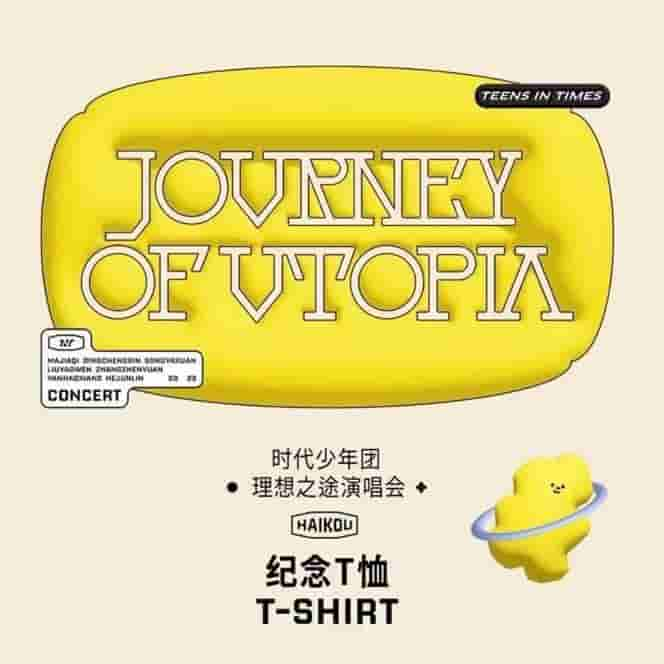 TEENS IN TIMES
JOURNEY
OF UTOPIA
MAJIAQI DINGCHENGXIN SONGYAXUAN
LIUYAOWEN ZHANGZHENYUAN
YANHAOXIANG HEJUNLIN
CONCERT
时代少年团
理想之途演唱会
HAIKOU
纪念T恤
T-SHIRT